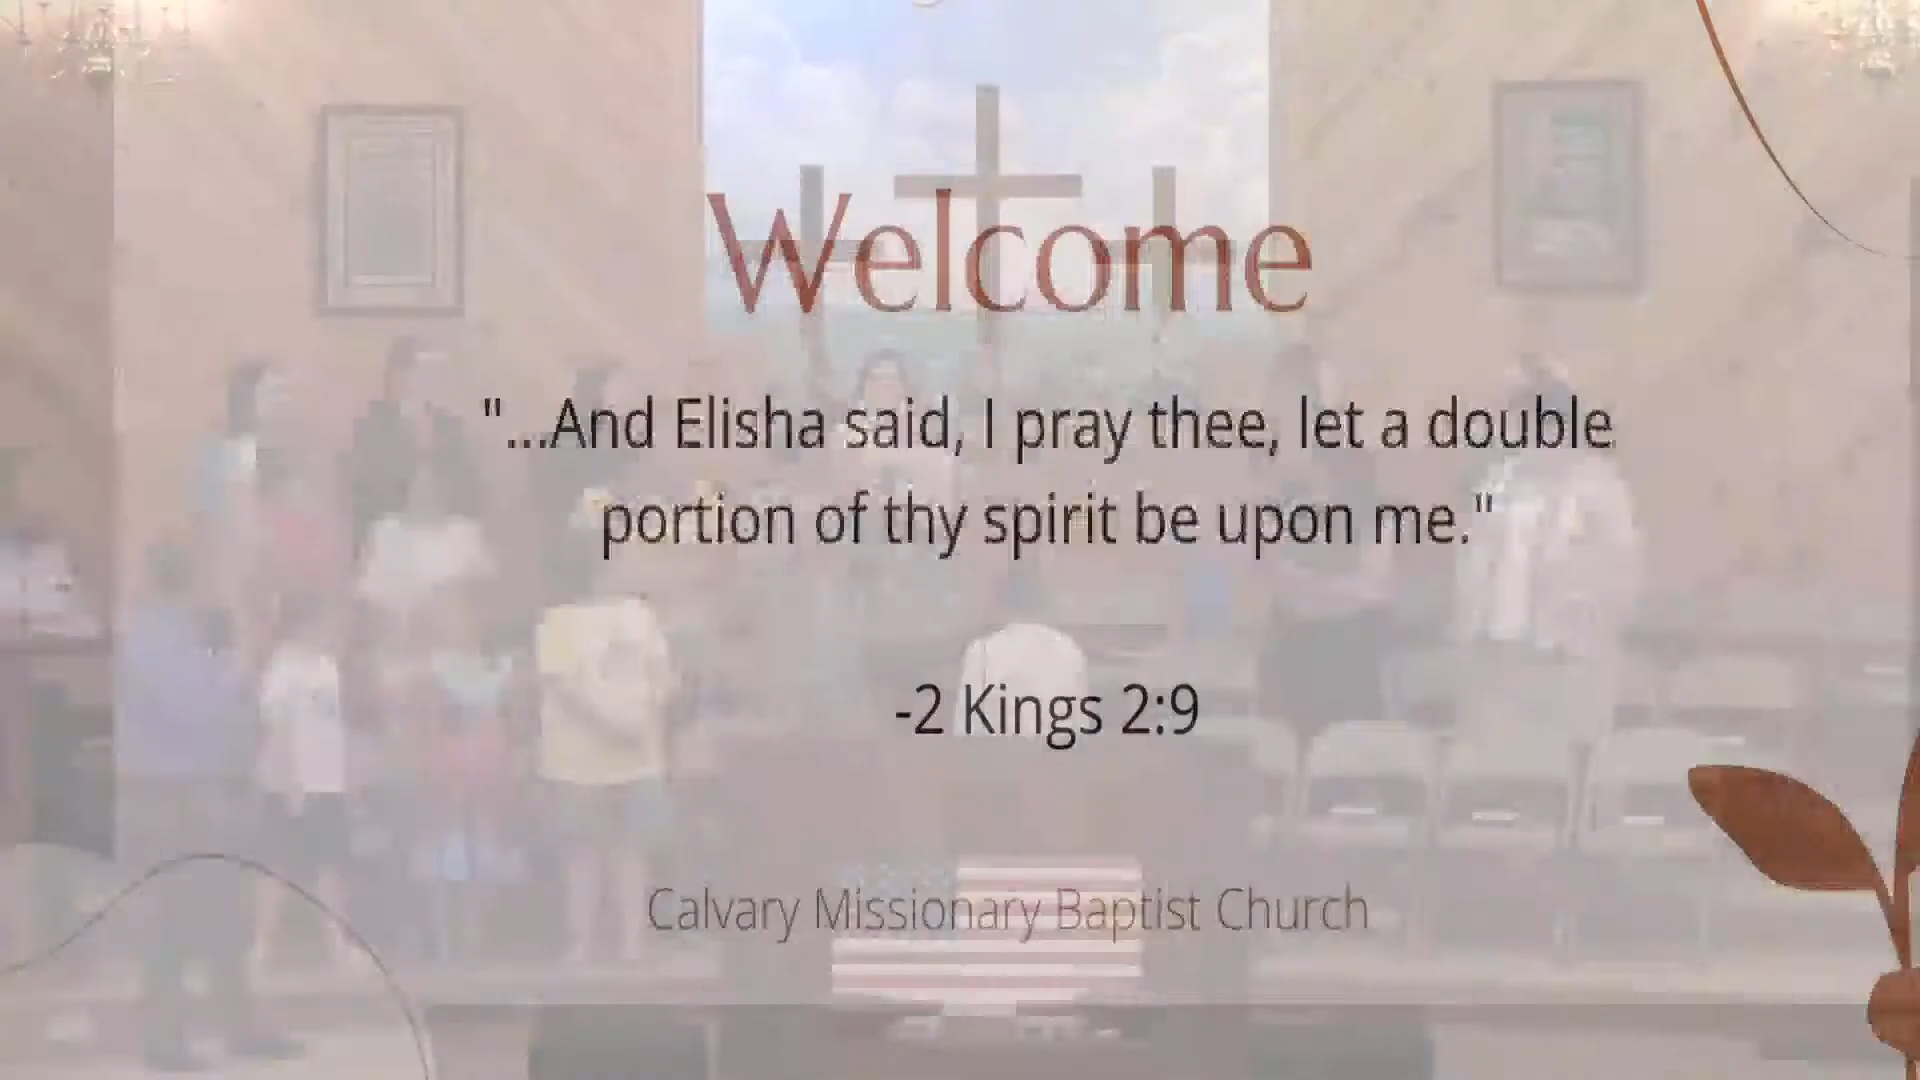 Welcome
"...And Elisha said, I pray thee, let a double
portion of thy spirit be upon me."
-2 Kings 2:9
Calvary Missionary Baptist Church